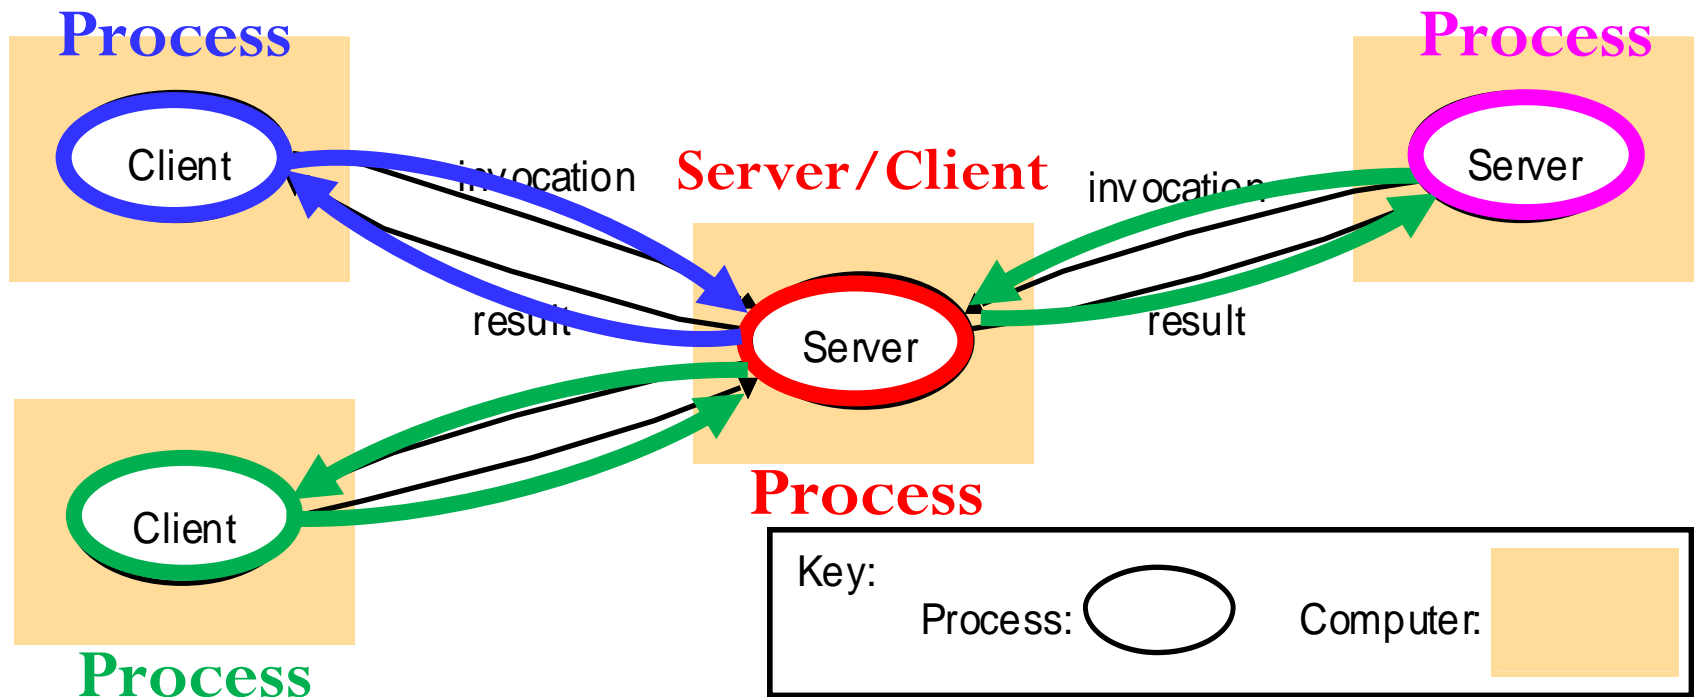 Process
Process
Client
invocation
Server/Client
invocation
Server
result
Server
result
Process
Client
Key:
Process:
Computer:
Process